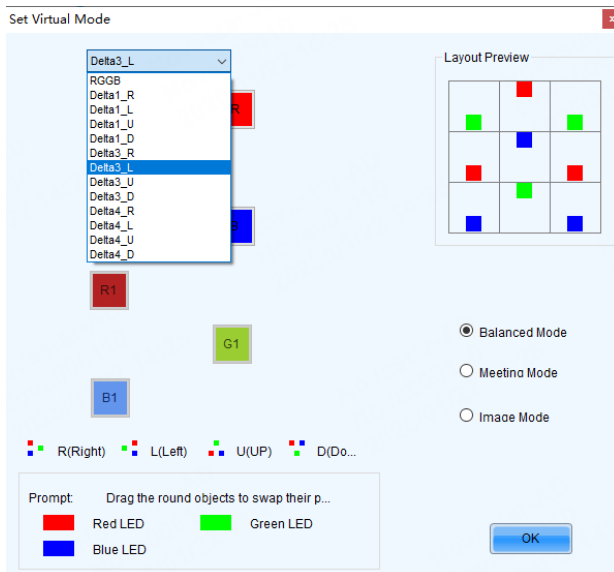 Set Virtual Mode
x
Delta3_L
Layout Preview
RGGB
Delta1_R
Delta1_L
Delta1_U
Delta1_D
Delta3_R
Delta3_L
Delta3_U
Delta3_D
Delta4_R
Delta4_L
Delta4_U
Delta4_D
R
B
R1
G1
B1
Balanced Mode
Meeting Mode
Image Mode
R(Right) L(Left) U(UP) D(Do...
Prompt: Drag the round objects to swap their p...
Red LED Green LED
Blue LED
OK